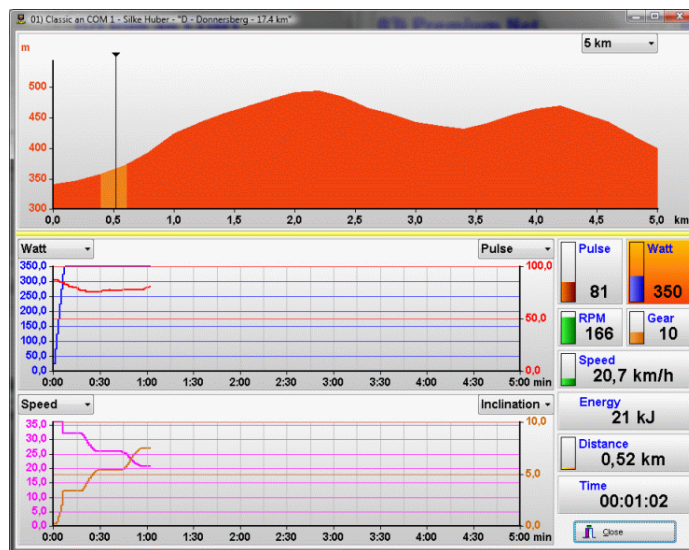 01) Classic an COM 1 - Silke Huber - "D - Donnersberg - 17.4 km"
m
5 km
500
450
400
350
300
0,0 0,5 1,0 1,5 2,0 2,5 3,0 3,5 4,0 4,5 5,0 km
Watt
Pulse
350,0
300,0
250,0
200,0
150,0
100,0
50,0
0,0
100,0
50,0
0,0
0:00 0:30 1:00 1:30 2:00 2:30 3:00 3:30 4:00 4:30 5:00 min
Speed
Inclination
35,0
30,0
25,0
20,0
15,0
10,0
5,0
0,0
10,0
5,0
0,0
0:00 0:30 1:00 1:30 2:00 2:30 3:00 3:30 4:00 4:30 5:00 min
Pulse
81
Watt
350
RPM
166
Gear
10
Speed
20,7 km/h
Energy
21 kJ
Distance
0,52 km
Time
00:01:02
Close